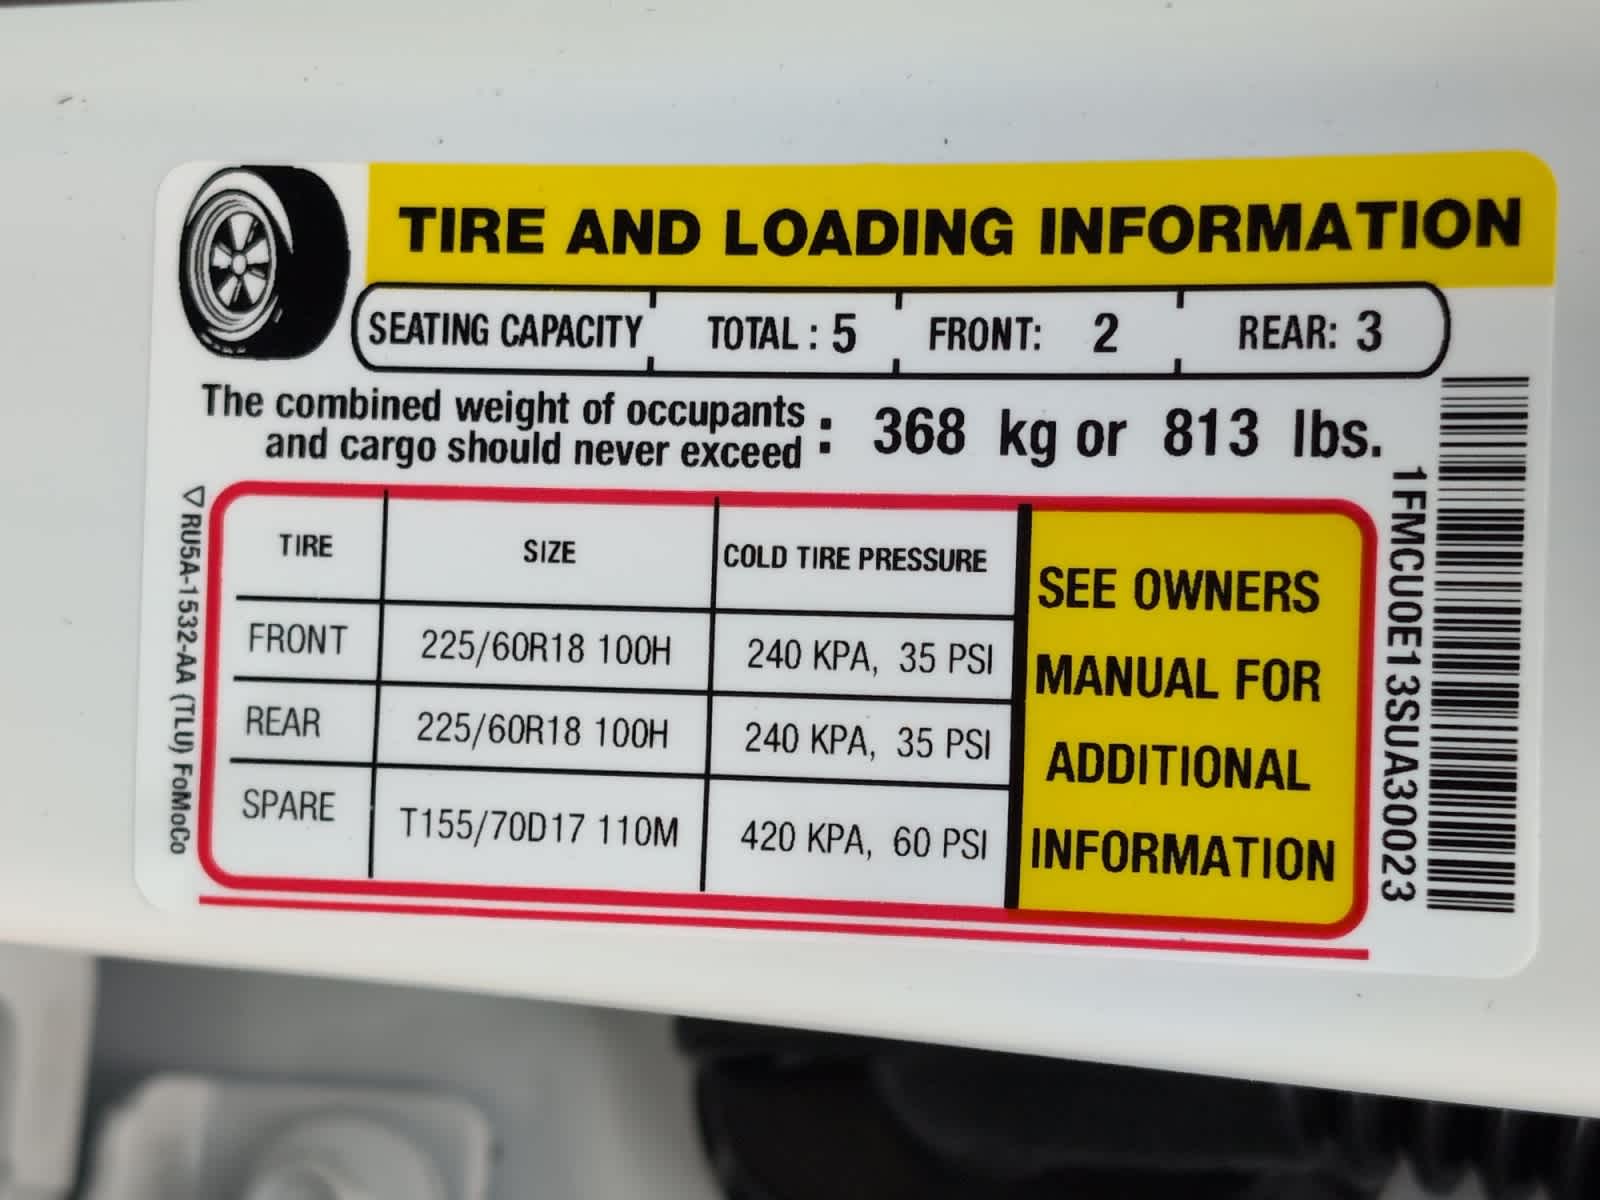 TIRE AND LOADING INFORMATION
SEATING CAPACITY TOTAL : 5 FRONT: 2 REAR: 3
The combined weight of occupants
and cargo should never exceed : 368 kg or 813 lbs.
TIRE SIZE COLD TIRE PRESSURE
FRONT 225/60R18 100H 240 KPA, 35 PSI
REAR 225/60R18 100H 240 KPA, 35 PSI
SPARE T155/70D17 110M 420 KPA, 60 PSI
SEE OWNERS
MANUAL FOR
ADDITIONAL
INFORMATION
1FMCU0E13SUA30023
▽RU5A-1532-AA (TLU) FoMoCo